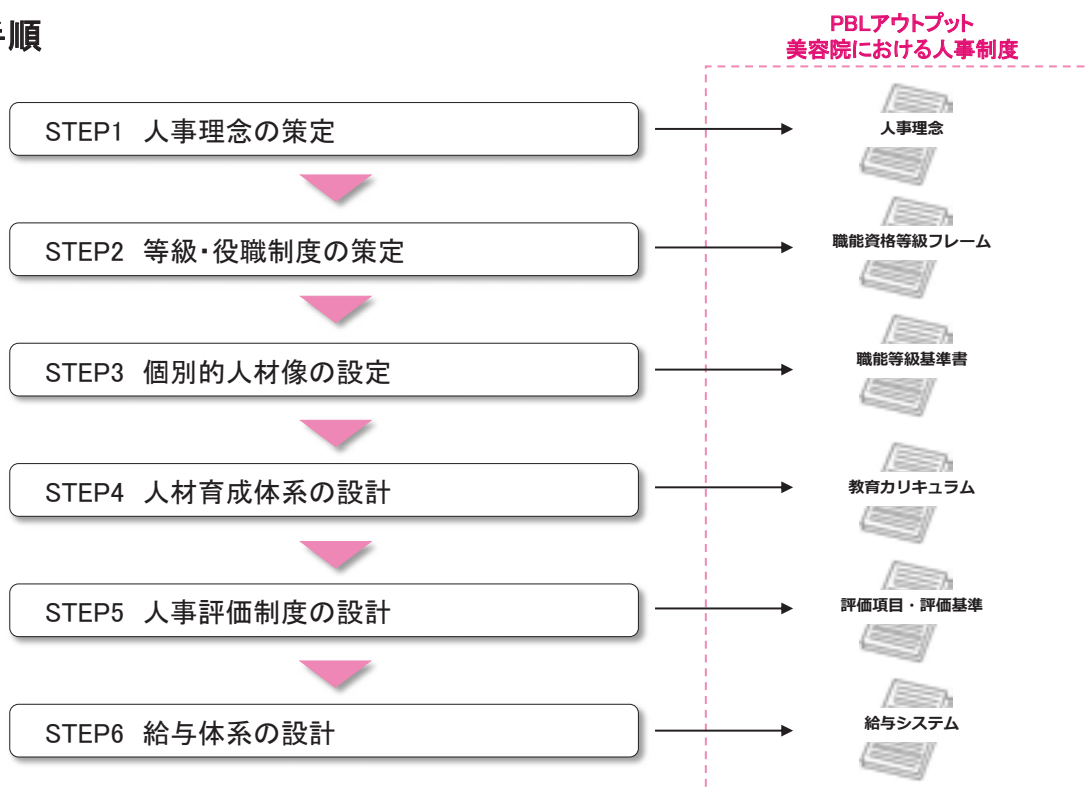 手順
PBLアウトプット
美容院における人事制度
STEP1 人事理念の策定
人事理念
STEP2 等級・役職制度の策定
職能資格等級フレーム
STEP3 個別的人材像の設定
職能等級基準書
STEP4 人材育成体系の設計
教育カリキュラム
STEP5 人事評価制度の設計
評価項目・評価基準
STEP6 給与体系の設計
給与システム